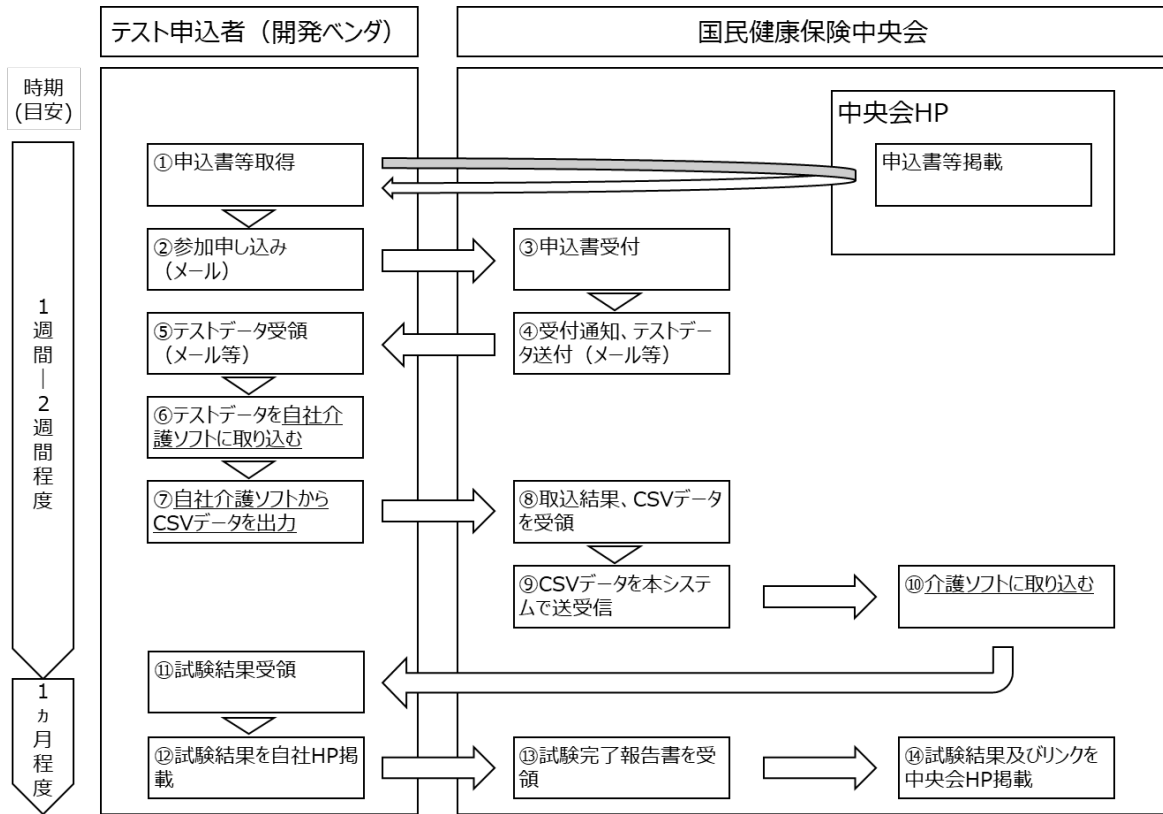 テスト申込者（開発ベンダ）
国民健康保険中央会
時期
(目安)
中央会HP
①申込書等取得
申込書等掲載
②参加申し込み
（メール）
③申込書受付
⑤テストデータ受領
（メール等）
④受付通知、テストデー
タ送付（メール等）
⑥テストデータを自社介
護ソフトに取り込む
⑦自社介護ソフトから
CSVデータを出力
⑧取込結果、CSVデータ
を受領
⑨CSVデータを本システ
ムで送受信
⑩介護ソフトに取り込む
1週間｜2週間程度
⑪試験結果受領
⑫試験結果を自社HP掲
載
⑬試験完了報告書を受
領
⑭試験結果及びリンクを
中央会HP掲載
1ヵ月程度